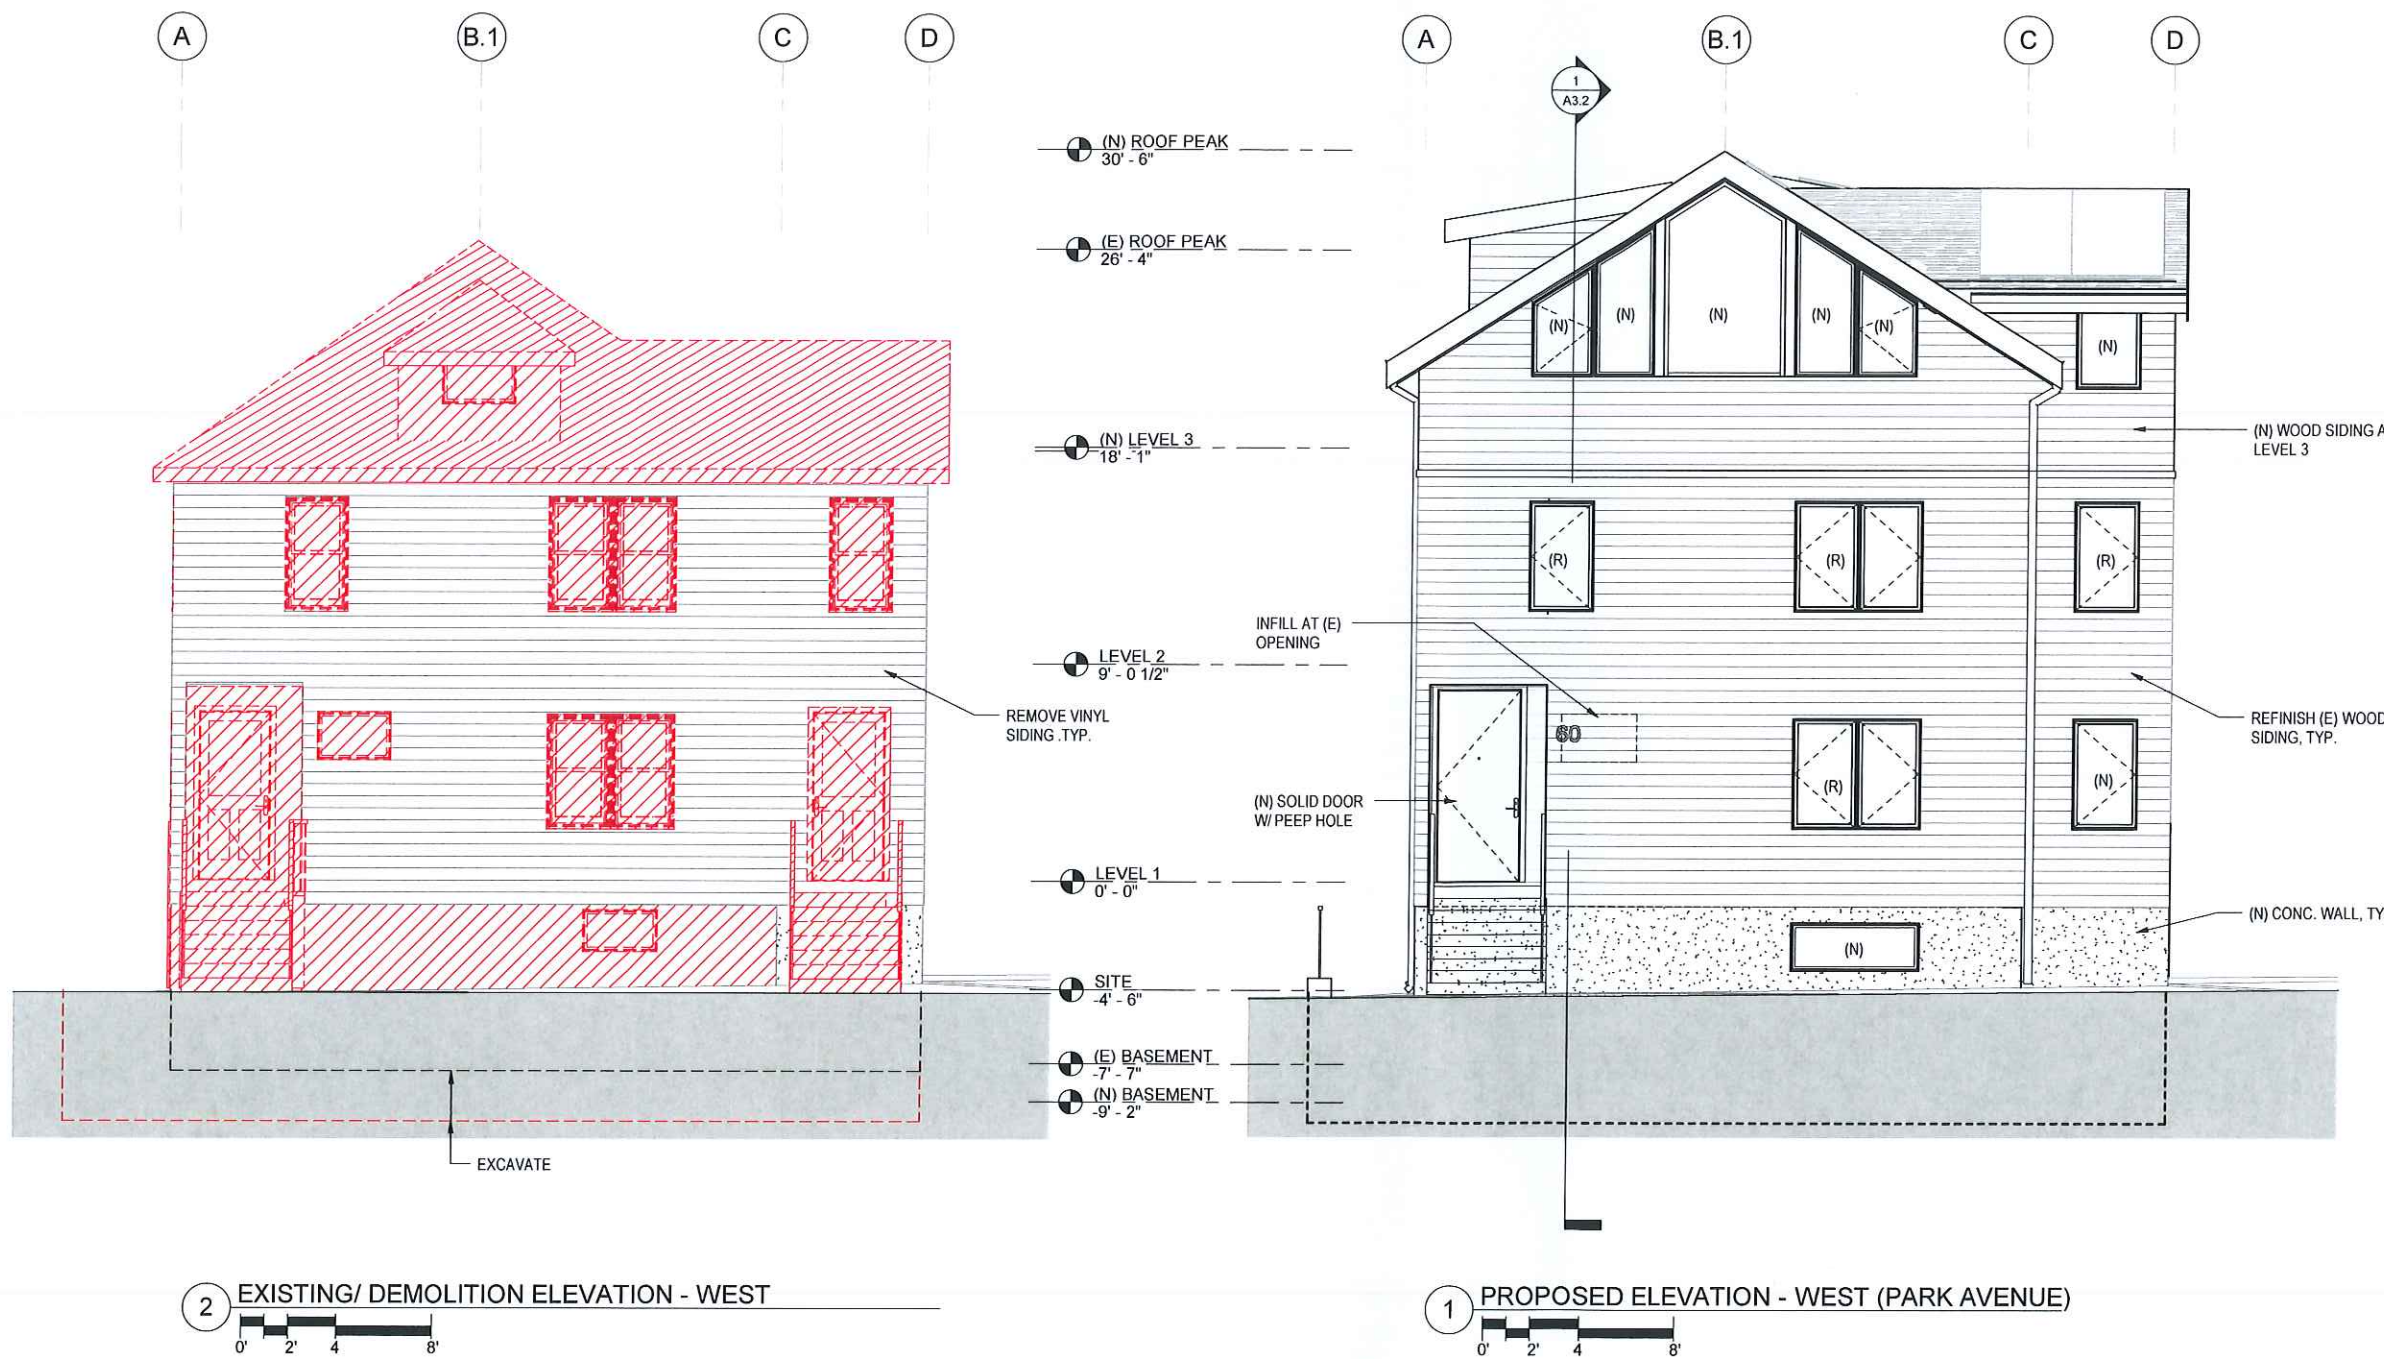 A B.1 C D
A B.1 C D
1
A3.2
(N) ROOF PEAK
30' - 6"
(E) ROOF PEAK
26' - 4"
(N) LEVEL 3
18' - 1"
LEVEL 2
9' - 0 1/2"
LEVEL 1
0' - 0"
SITE
-4' - 6"
(E) BASEMENT
-7' - 7"
(N) BASEMENT
-9' - 2"
REMOVE VINYL
SIDING .TYP.
EXCAVATE
(N) (N) (N) (N) (N)
(N)
(N) WOOD SIDING A
LEVEL 3
(R) (R) (R)
INFILL AT (E)
OPENING
60
REFINISH (E) WOOD
SIDING, TYP.
(N) SOLID DOOR
W/ PEEP HOLE
(R) (N)
(N) CONC. WALL, TY
(N)
2 EXISTING/ DEMOLITION ELEVATION - WEST
0' 2' 4 8'
1 PROPOSED ELEVATION - WEST (PARK AVENUE)
0' 2' 4 8'